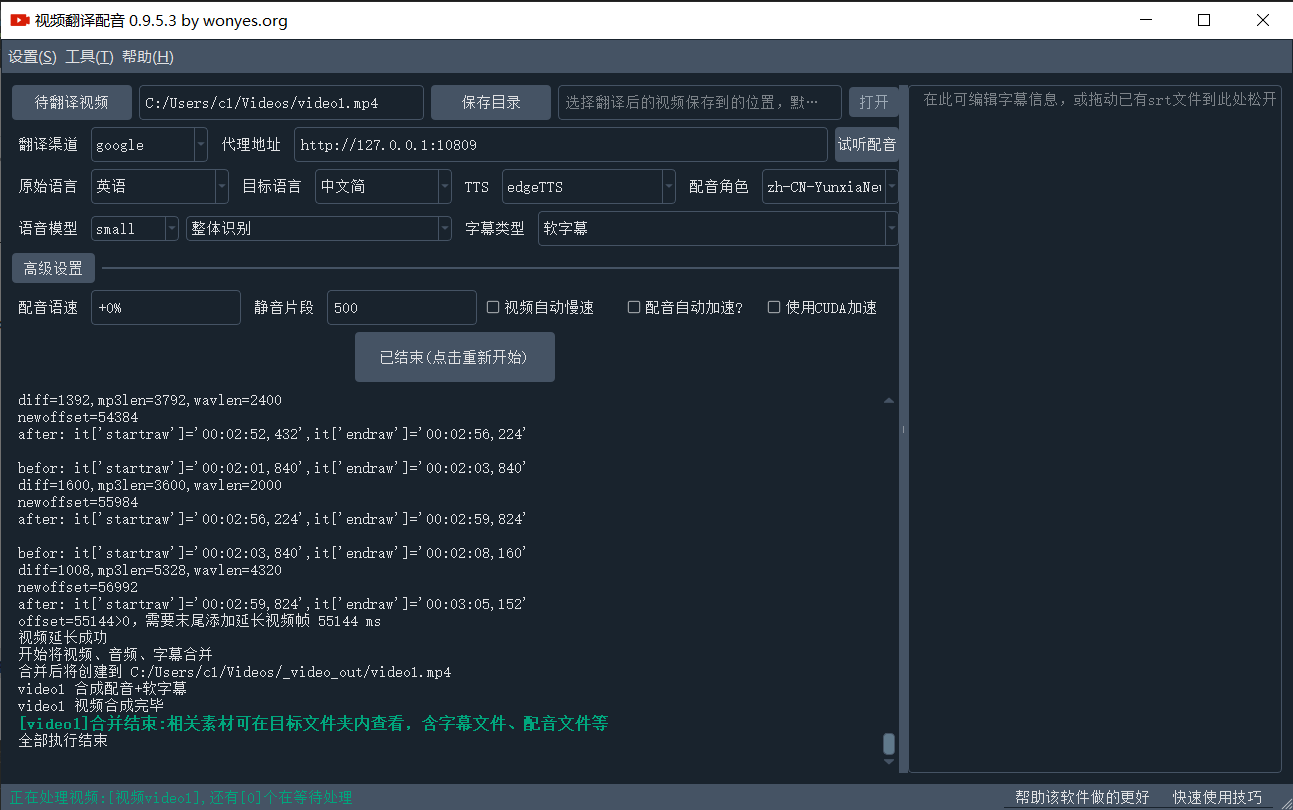 视频翻译配音 0.9.5.3 by wonyes.org
设置(S) 工具(T) 帮助(H)
待翻译视频 C:/Users/c1/Videos/video1.mp4 保存目录 选择翻译后的视频保存到的位置，默… 打开
翻译渠道 google 代理地址 http://127.0.0.1:10809 试听配音
原始语言 英语 目标语言 中文简 TTS edgeTTS 配音角色 zh-CN-YunxiaNeu
语音模型 small 整体识别 字幕类型 软字幕
高级设置
配音语速 +0% 静音片段 500 视频自动慢速 配音自动加速? 使用CUDA加速
已结束(点击重新开始)
diff=1392,mp3len=3792,wavlen=2400
newoffset=54384
after: it['startraw']='00:02:52,432',it['endraw']='00:02:56,224'
befor: it['startraw']='00:02:01,840',it['endraw']='00:02:03,840'
diff=1600,mp3len=3600,wavlen=2000
newoffset=55984
after: it['startraw']='00:02:56,224',it['endraw']='00:02:59,824'
befor: it['startraw']='00:02:03,840',it['endraw']='00:02:08,160'
diff=1008,mp3len=5328,wavlen=4320
newoffset=56992
after: it['startraw']='00:02:59,824',it['endraw']='00:03:05,152'
offset=55144>0，需要末尾添加延长视频帧 55144 ms
视频延长成功
开始将视频、音频、字幕合并
合并后将创建到 C:/Users/c1/Videos/_video_out/video1.mp4
video1 合成配音+软字幕
video1 视频合成完毕
[video1]合并结束:相关素材可在目标文件夹内查看，含字幕文件、配音文件等
全部执行结束
在此可编辑字幕信息，或拖动已有srt文件到此处松开
正在处理视频:[视频video1],还有[0]个在等待处理 帮助该软件做的更好 快速使用技巧